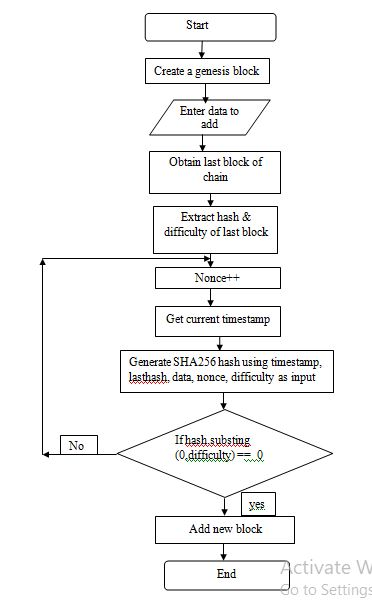 Start
Create a genesis block
Enter data to
add
Obtain last block of
chain
Extract hash &
difficulty of last block
Nonce++
Get current timestamp
Generate SHA256 hash using timestamp,
lasthash, data, nonce, difficulty as input
If hash.substing
(0,difficulty) == 0
No
yes
Add new block
End
Activate W
Go to Settings